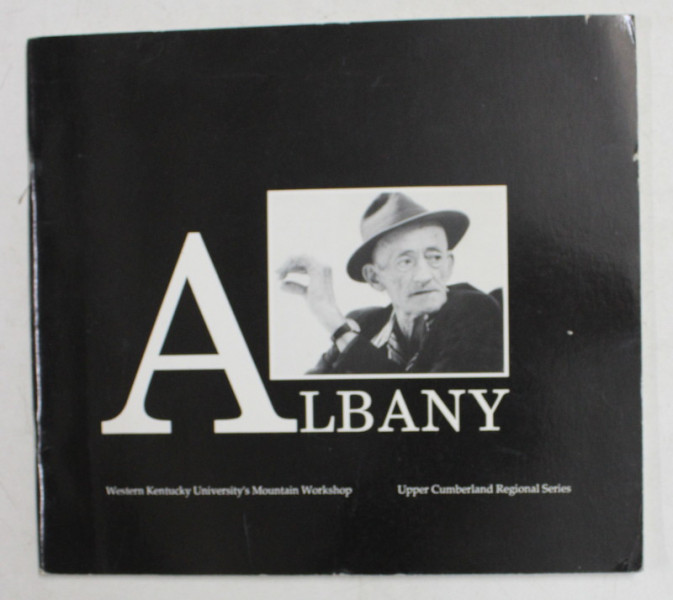 ALBANY
Western Kentucky University's Mountain Workshop
Upper Cumberland Regional Series